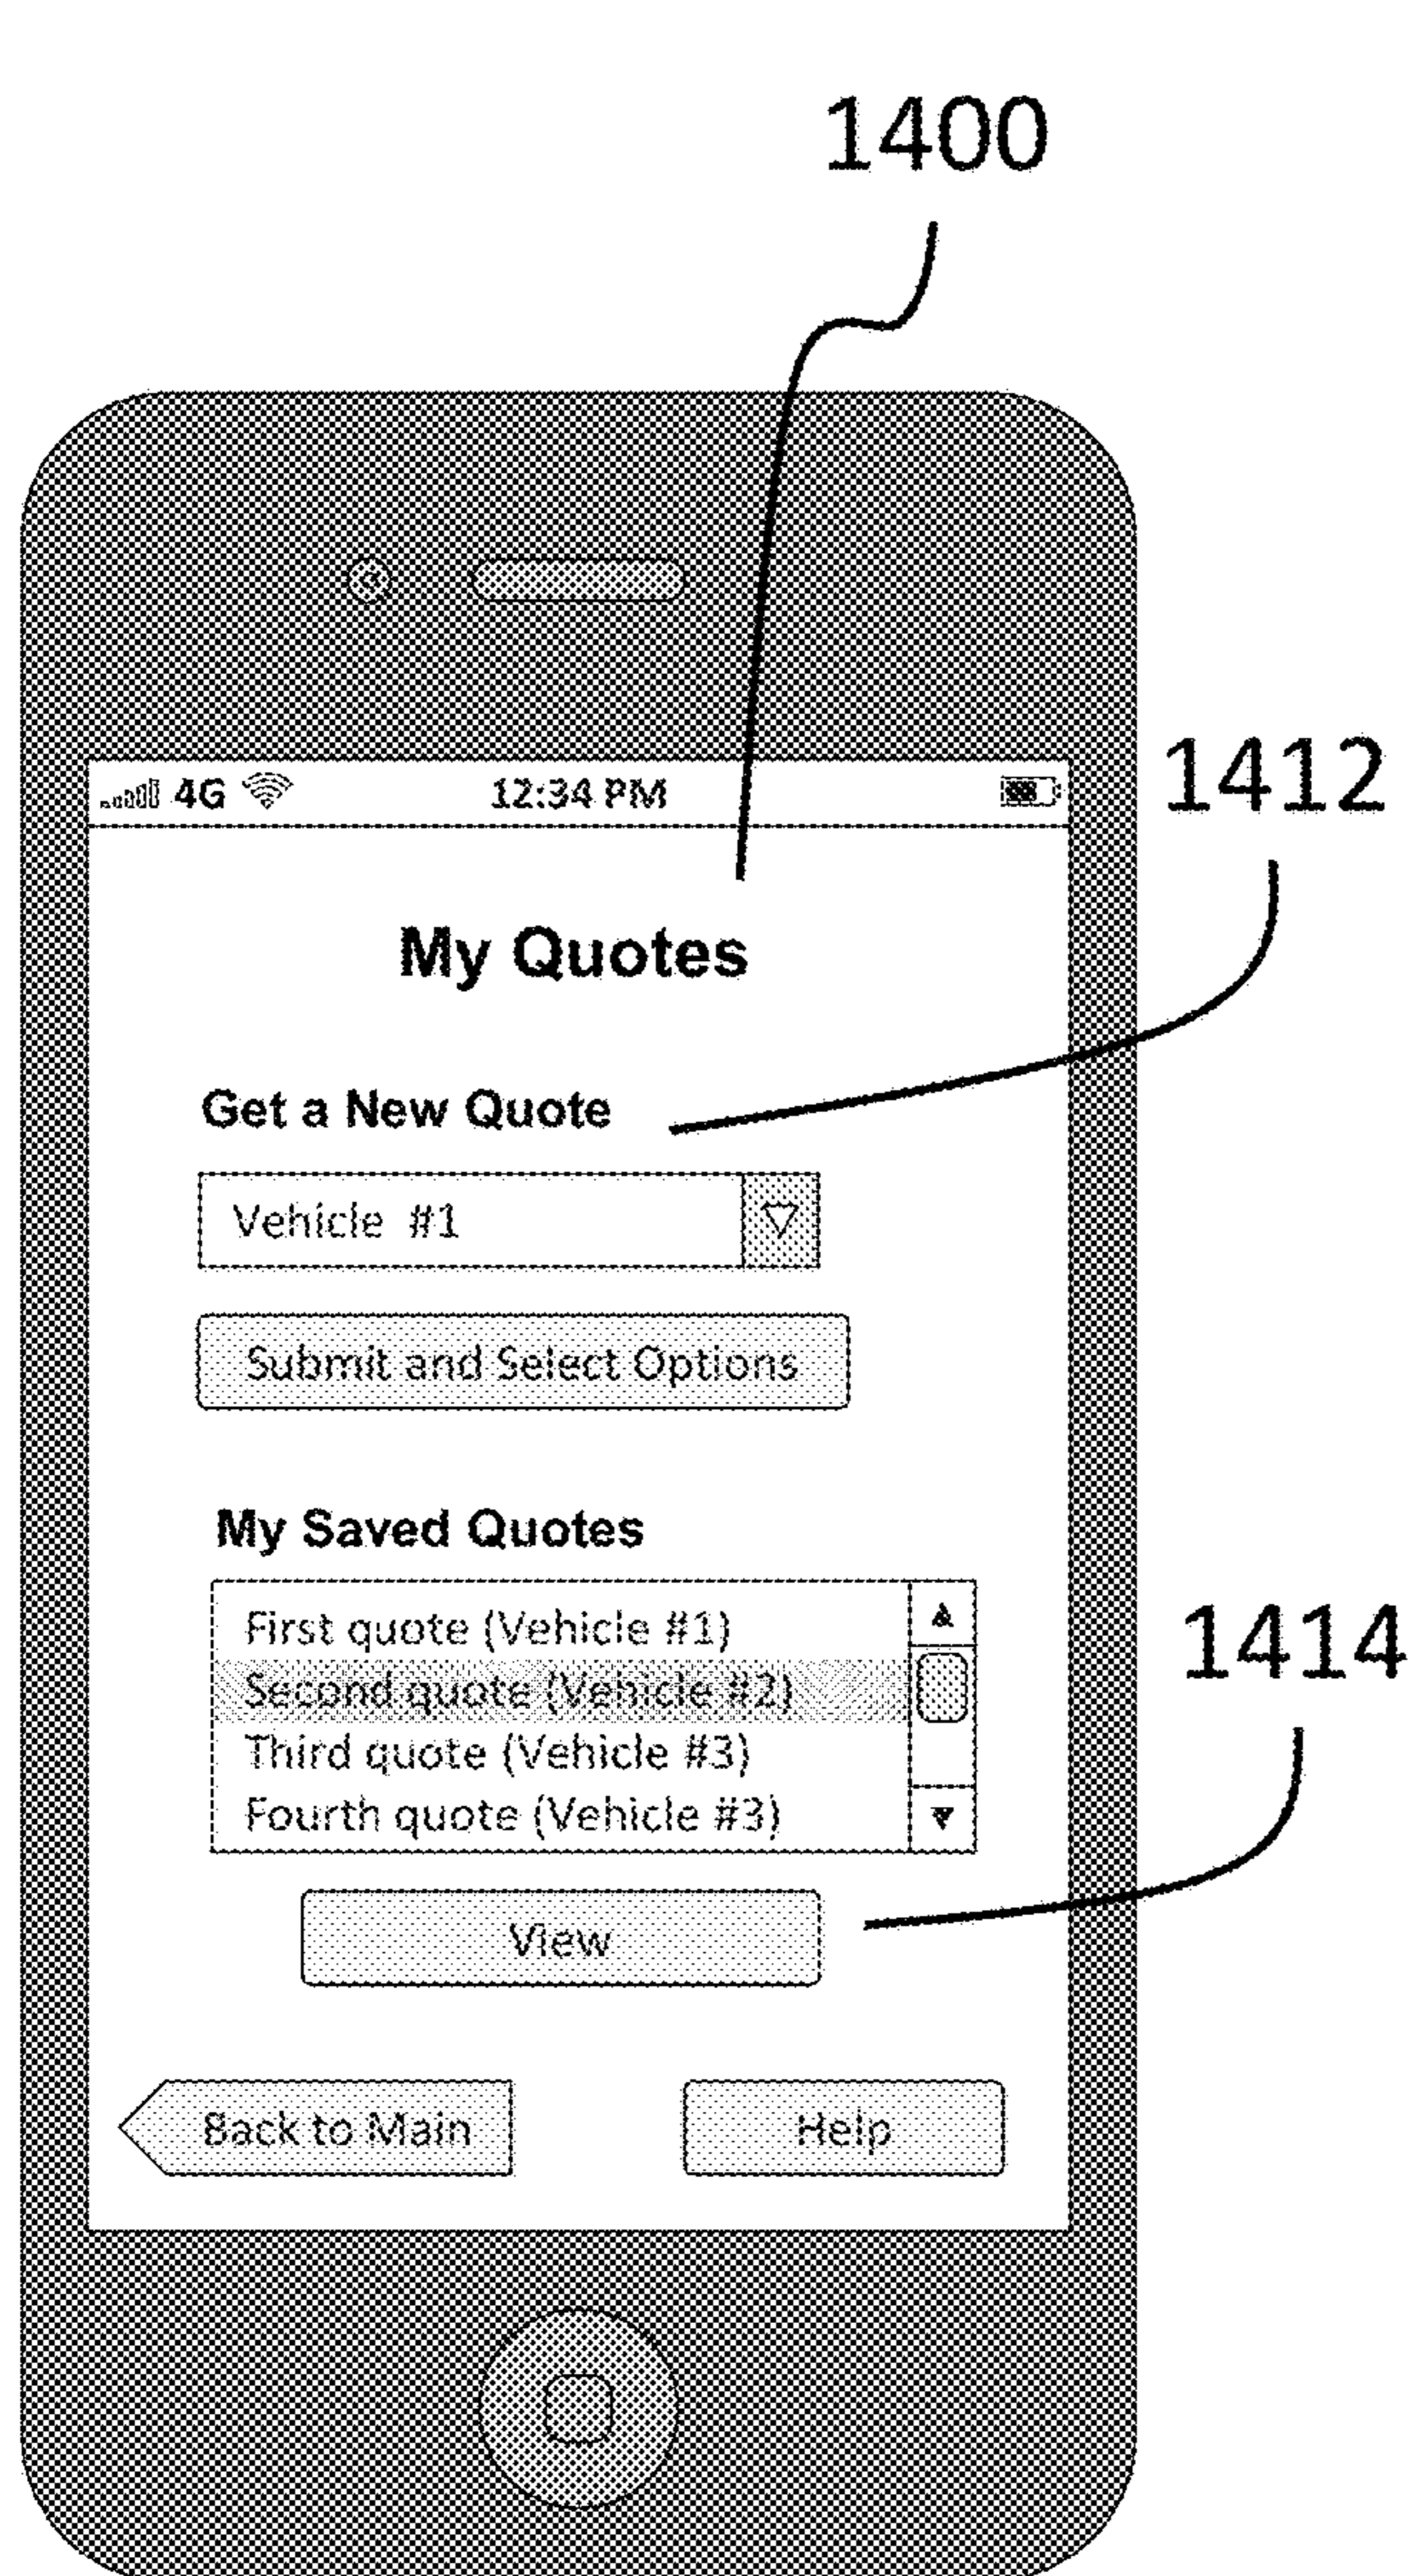 1400
1412
4G 12:34 PM
My Quotes
Get a New Quote
Vehicle #1
Submit and Select Options
My Saved Quotes
First quote (Vehicle #1)
Second quote (Vehicle #2)
Third quote (Vehicle #3)
Fourth quote (Vehicle #3)
1414
View
Back to Main
Help